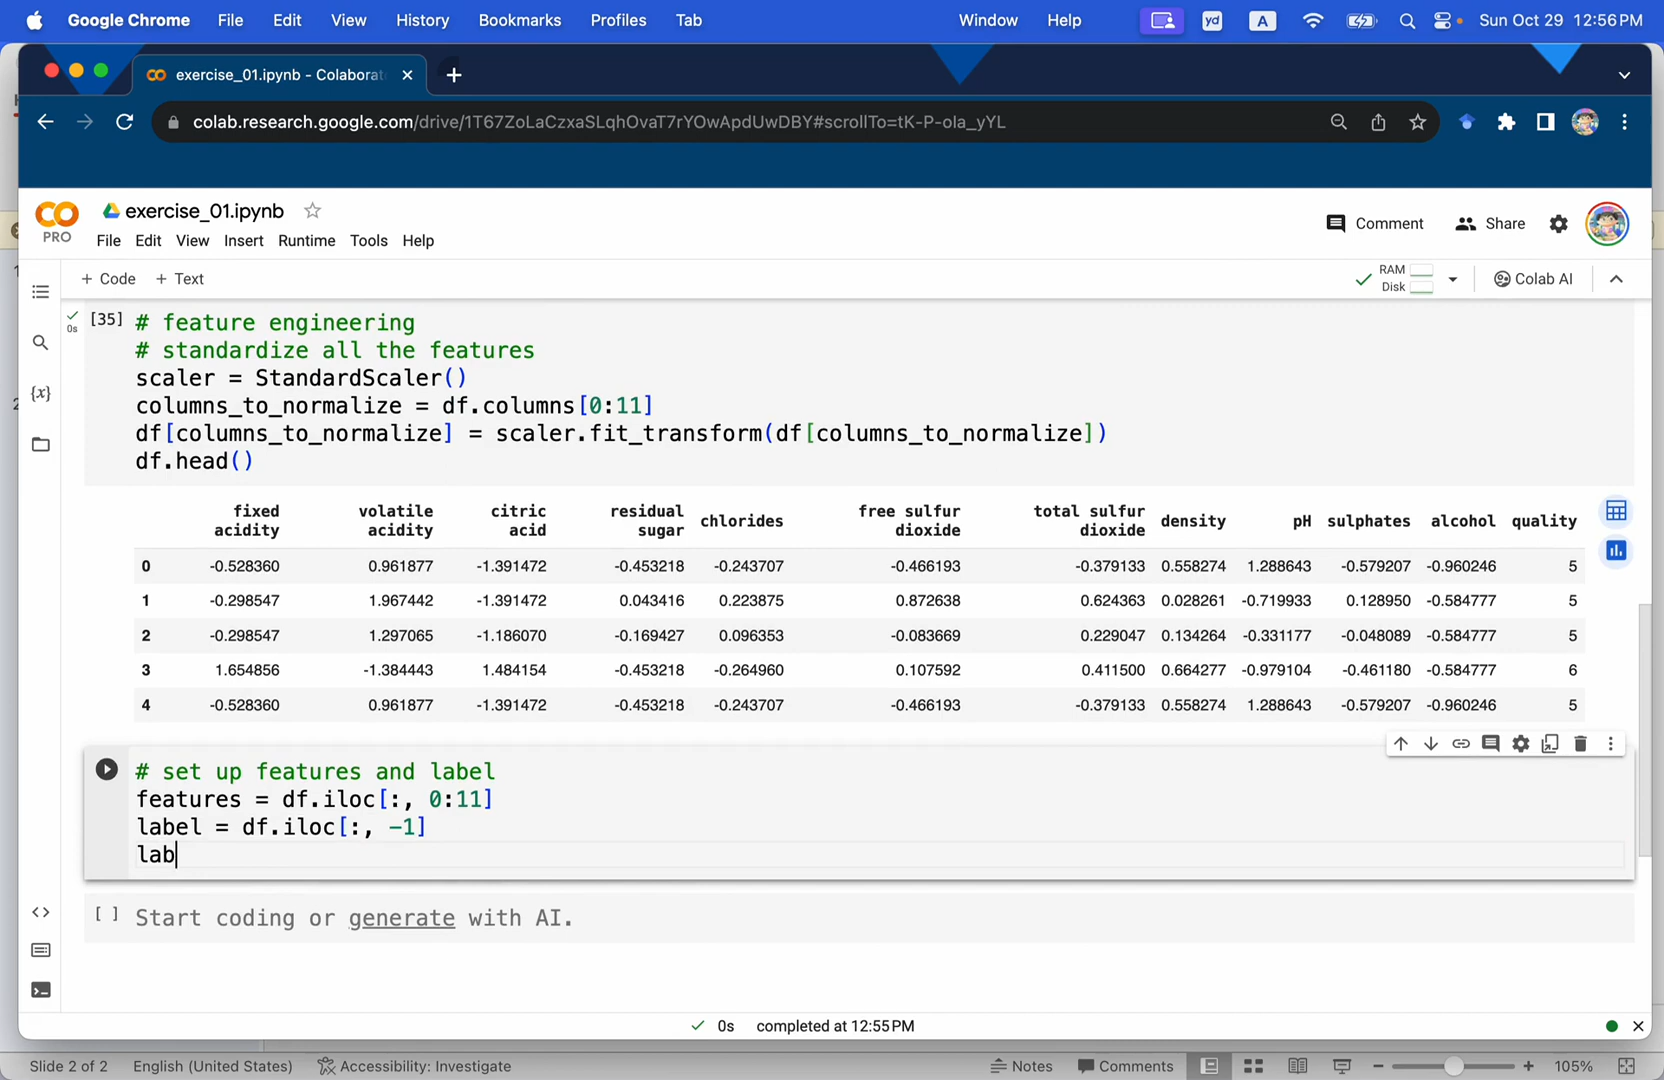 Google Chrome File Edit View History Bookmarks Profiles Tab Window Help yd A Sun Oct 29 12:56 PM
exercise_01.ipynb - Colaborat
colab.research.google.com/drive/1T67ZoLaCzxaSLqhOvaT7rYOwApdUwDBY#scrollTo=tK-P-ola_yYL
exercise_01.ipynb
PRO
File Edit View Insert Runtime Tools Help
Comment Share
+ Code + Text
RAM
Disk
Colab AI
[35] # feature engineering
0s
# standardize all the features
scaler = StandardScaler()
columns_to_normalize = df.columns[0:11]
df[columns_to_normalize] = scaler.fit_transform(df[columns_to_normalize])
df.head()
{x}
fixed acidity volatile acidity citric acid residual sugar chlorides free sulfur dioxide total sulfur dioxide density pH sulphates alcohol quality
0 -0.528360 0.961877 -1.391472 -0.453218 -0.243707 -0.466193 -0.379133 0.558274 1.288643 -0.579207 -0.960246 5
1 -0.298547 1.967442 -1.391472 0.043416 0.223875 0.872638 0.624363 0.028261 -0.719933 0.128950 -0.584777 5
2 -0.298547 1.297065 -1.186070 -0.169427 0.096353 -0.083669 0.229047 0.134264 -0.331177 -0.048089 -0.584777 5
3 1.654856 -1.384443 1.484154 -0.453218 -0.264960 0.107592 0.411500 0.664277 -0.979104 -0.461180 -0.584777 6
4 -0.528360 0.961877 -1.391472 -0.453218 -0.243707 -0.466193 -0.379133 0.558274 1.288643 -0.579207 -0.960246 5
# set up features and label
features = df.iloc[:, 0:11]
label = df.iloc[:, -1]
lab
[ ] Start coding or generate with AI.
0s completed at 12:55 PM
Slide 2 of 2 English (United States) Accessibility: Investigate Notes Comments 105%